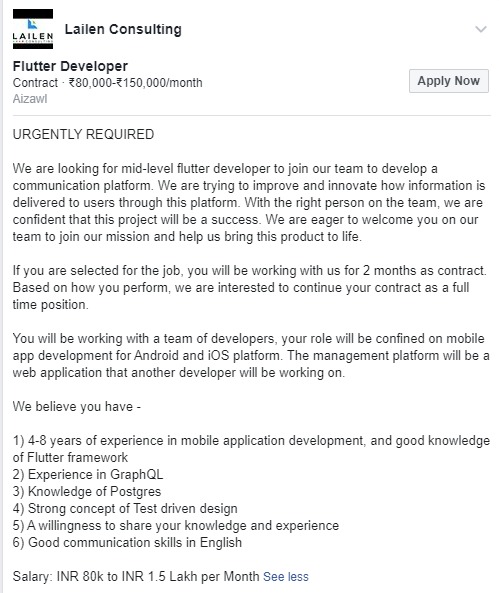 LAILEN
Lailen Consulting
Flutter Developer
Contract · ₹80,000-₹150,000/month
Apply Now
Aizawl
URGENTLY REQUIRED
We are looking for mid-level flutter developer to join our team to develop a
communication platform. We are trying to improve and innovate how information is
delivered to users through this platform. With the right person on the team, we are
confident that this project will be a success. We are eager to welcome you on our
team to join our mission and help us bring this product to life.
If you are selected for the job, you will be working with us for 2 months as contract.
Based on how you perform, we are interested to continue your contract as a full
time position.
You will be working with a team of developers, your role will be confined on mobile
app development for Android and iOS platform. The management platform will be a
web application that another developer will be working on.
We believe you have -
1) 4-8 years of experience in mobile application development, and good knowledge
of Flutter framework
2) Experience in GraphQL
3) Knowledge of Postgres
4) Strong concept of Test driven design
5) A willingness to share your knowledge and experience
6) Good communication skills in English
Salary: INR 80k to INR 1.5 Lakh per Month See less